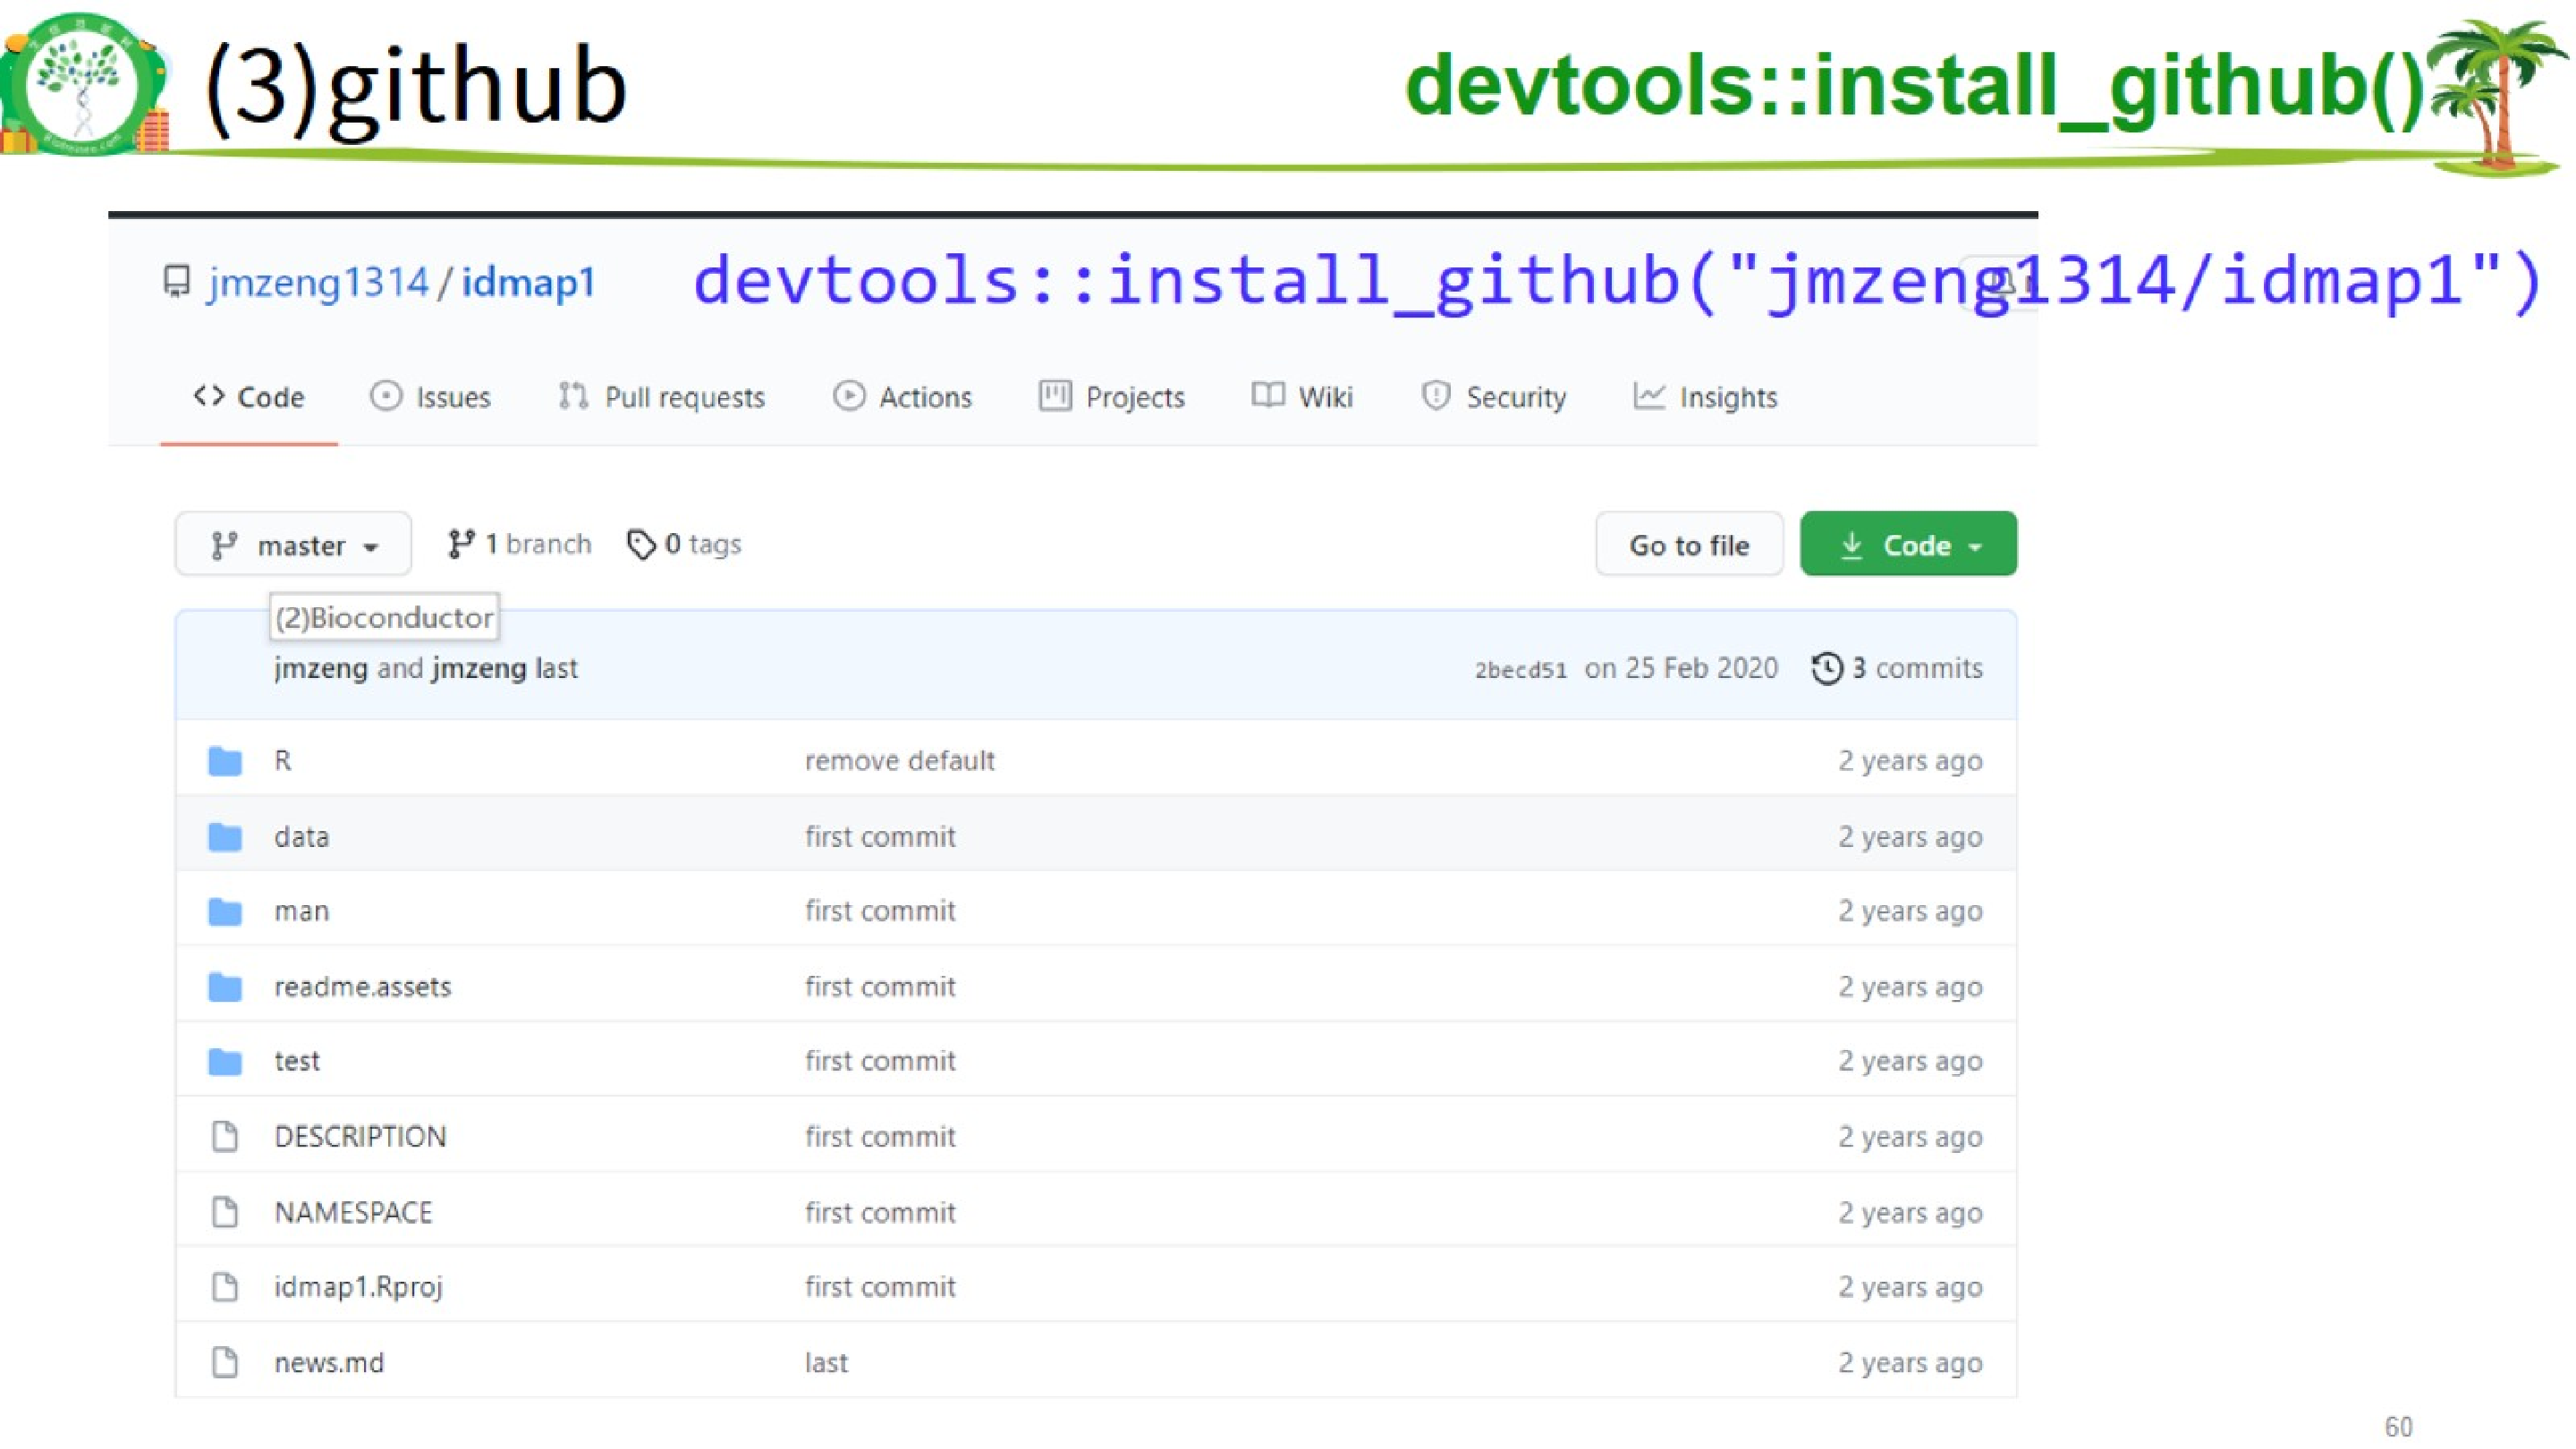 (3)github
devtools::install_github()
jmzeng1314 / idmap1
devtools::install_github("jmzeng1314/idmap1")
Code Issues Pull requests Actions Projects Wiki Security Insights
master 1 branch 0 tags Go to file Code
(2)Bioconductor
jmzeng and jmzeng last 2becd51 on 25 Feb 2020 3 commits
R remove default 2 years ago
data first commit 2 years ago
man first commit 2 years ago
readme.assets first commit 2 years ago
test first commit 2 years ago
DESCRIPTION first commit 2 years ago
NAMESPACE first commit 2 years ago
idmap1.Rproj first commit 2 years ago
news.md last 2 years ago
60